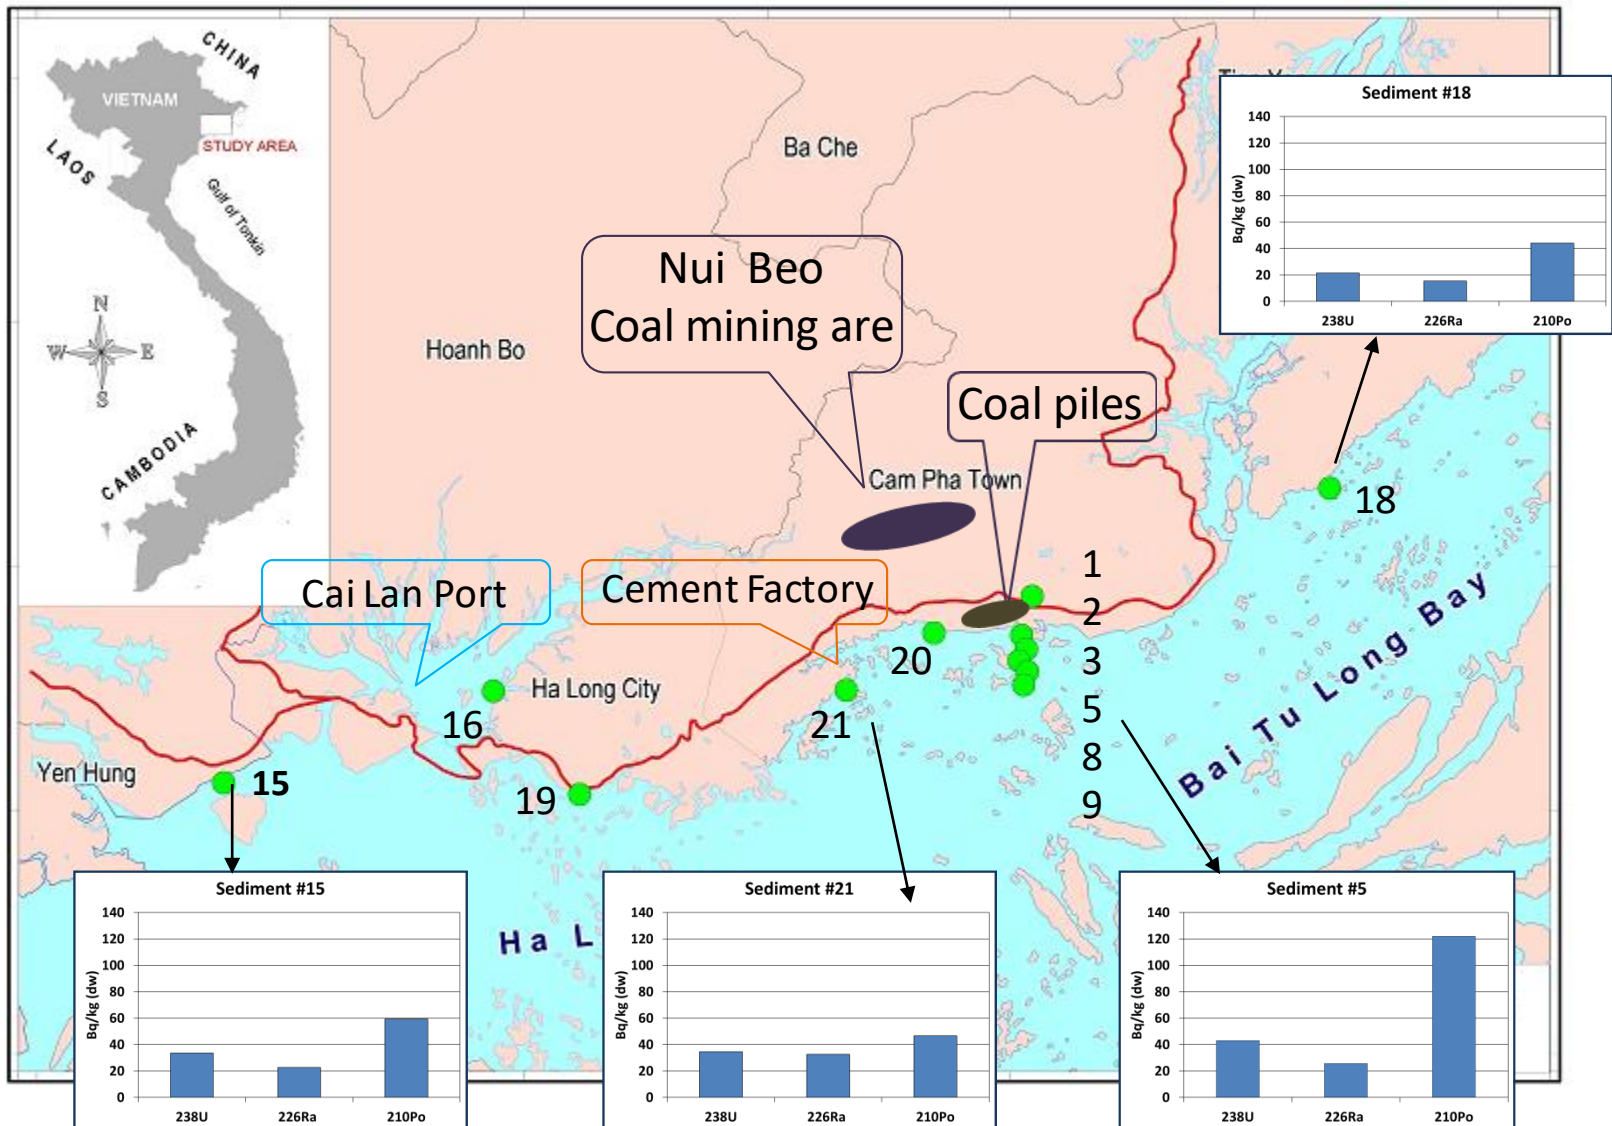 CHINA
VIETNAM
STUDY AREA
LAOS
Gulf of Tonkin
N
W
E
S
CAMBODIA
Ba Che
Hoanh Bo
Nui Beo
Coal mining are
Coal piles
Cam Pha Town
Cai Lan Port
Cement Factory
Ha Long City
Yen Hung
Bai Tu Long Bay
Ha L
1
2
3
5
8
9
15
16
18
19
20
21
Sediment #18
Bq/kg (dw)
140
120
100
80
60
40
20
0
238U 226Ra 210Po
Sediment #15
Bq/kg (dw)
140
120
100
80
60
40
20
0
238U 226Ra 210Po
Sediment #21
Bq/kg (dw)
140
120
100
80
60
40
20
0
238U 226Ra 210Po
Sediment #5
Bq/kg (dw)
140
120
100
80
60
40
20
0
238U 226Ra 210Po